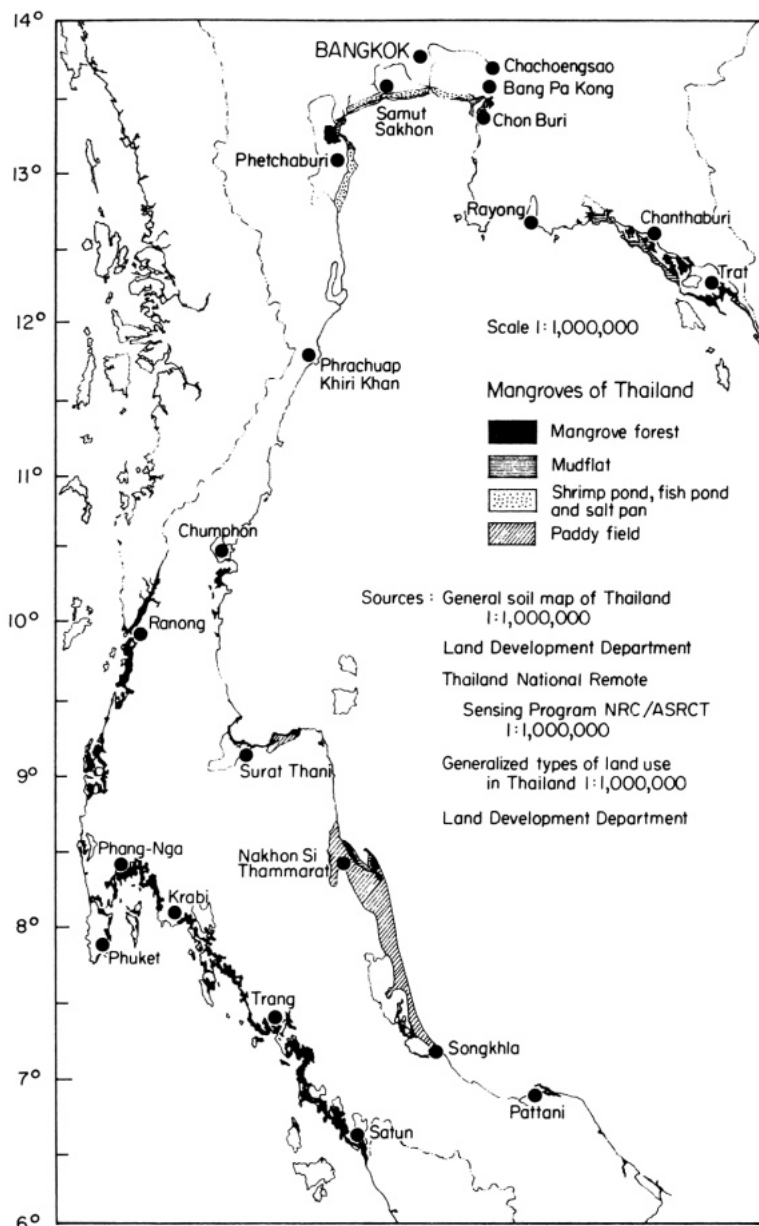 14°
13°
12°
11°
10°
9°
8°
7°
6°
BANGKOK
Chachoengsao
Bang Pa Kong
Samut
Sakhon
Chon Buri
Phetchaburi
Rayong
Chanthaburi
Trat
Scale 1:1,000,000
Phrachuap
Khiri Khan
Mangroves of Thailand
Mangrove forest
Mudflat
Shrimp pond, fish pond
and salt pan
Paddy field
Chumphon
Ranong
Sources : General soil map of Thailand
1:1,000,000
Land Development Department
Thailand National Remote
Sensing Program NRC/ASRCT
1:1,000,000
Generalized types of land use
in Thailand 1:1,000,000
Land Development Department
Surat Thani
Phang-Nga
Nakhon Si
Thammarat
Krabi
Phuket
Trang
Songkhla
Pattani
Satun